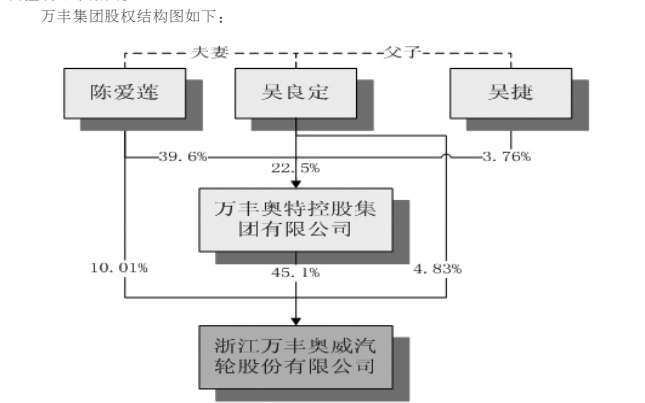 万丰集团股权结构图如下：
夫妻
父子
陈爱莲
吴良定
吴捷
39.6%
3.76%
22.5%
万丰奥特控股集
团有限公司
10.01%
45.1%
4.83%
浙江万丰奥威汽
轮股份有限公司